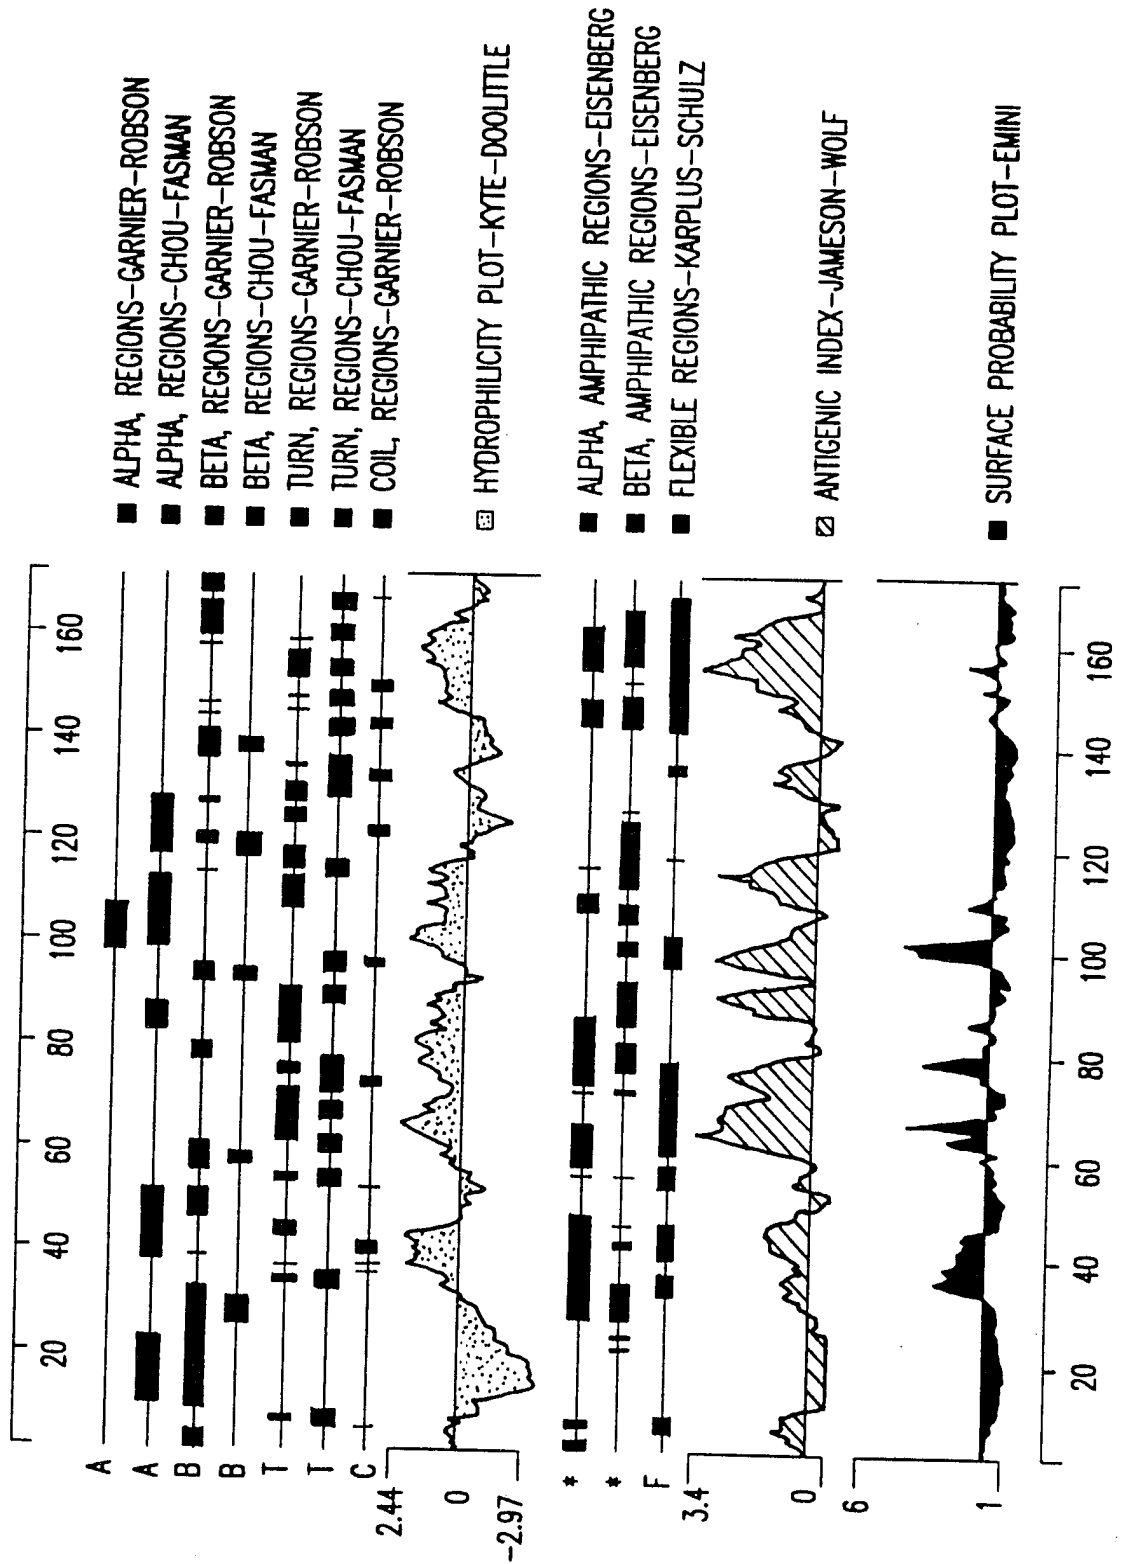 20 40 60 80 100 120 140 160
A ■ ALPHA, REGIONS-GARNIER-ROBSON
A ■ ALPHA, REGIONS-CHOU-FASMAN
B ■ BETA, REGIONS-GARNIER-ROBSON
B ■ BETA, REGIONS-CHOU-FASMAN
T ■ TURN, REGIONS-GARNIER-ROBSON
T ■ TURN, REGIONS-CHOU-FASMAN
C ■ COIL, REGIONS-GARNIER-ROBSON
2.44
0 HYDROPHILICITY PLOT-KYTE-DOOLITTLE
-2.97
* ■ ALPHA, AMPHIPATHIC REGIONS-EISENBERG
* ■ BETA, AMPHIPATHIC REGIONS-EISENBERG
F ■ FLEXIBLE REGIONS-KARPLUS-SCHULZ
3.4
0 ANTIGENIC INDEX-JAMESON-WOLF
6
1 ■ SURFACE PROBABILITY PLOT-EMINI
20 40 60 80 100 120 140 160